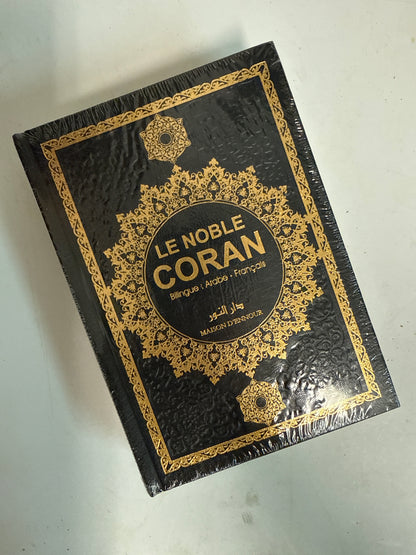 LE NOBLE
CORAN
Bilingue : Arabe - Français
دار النور
MAISON D'ENNOUR